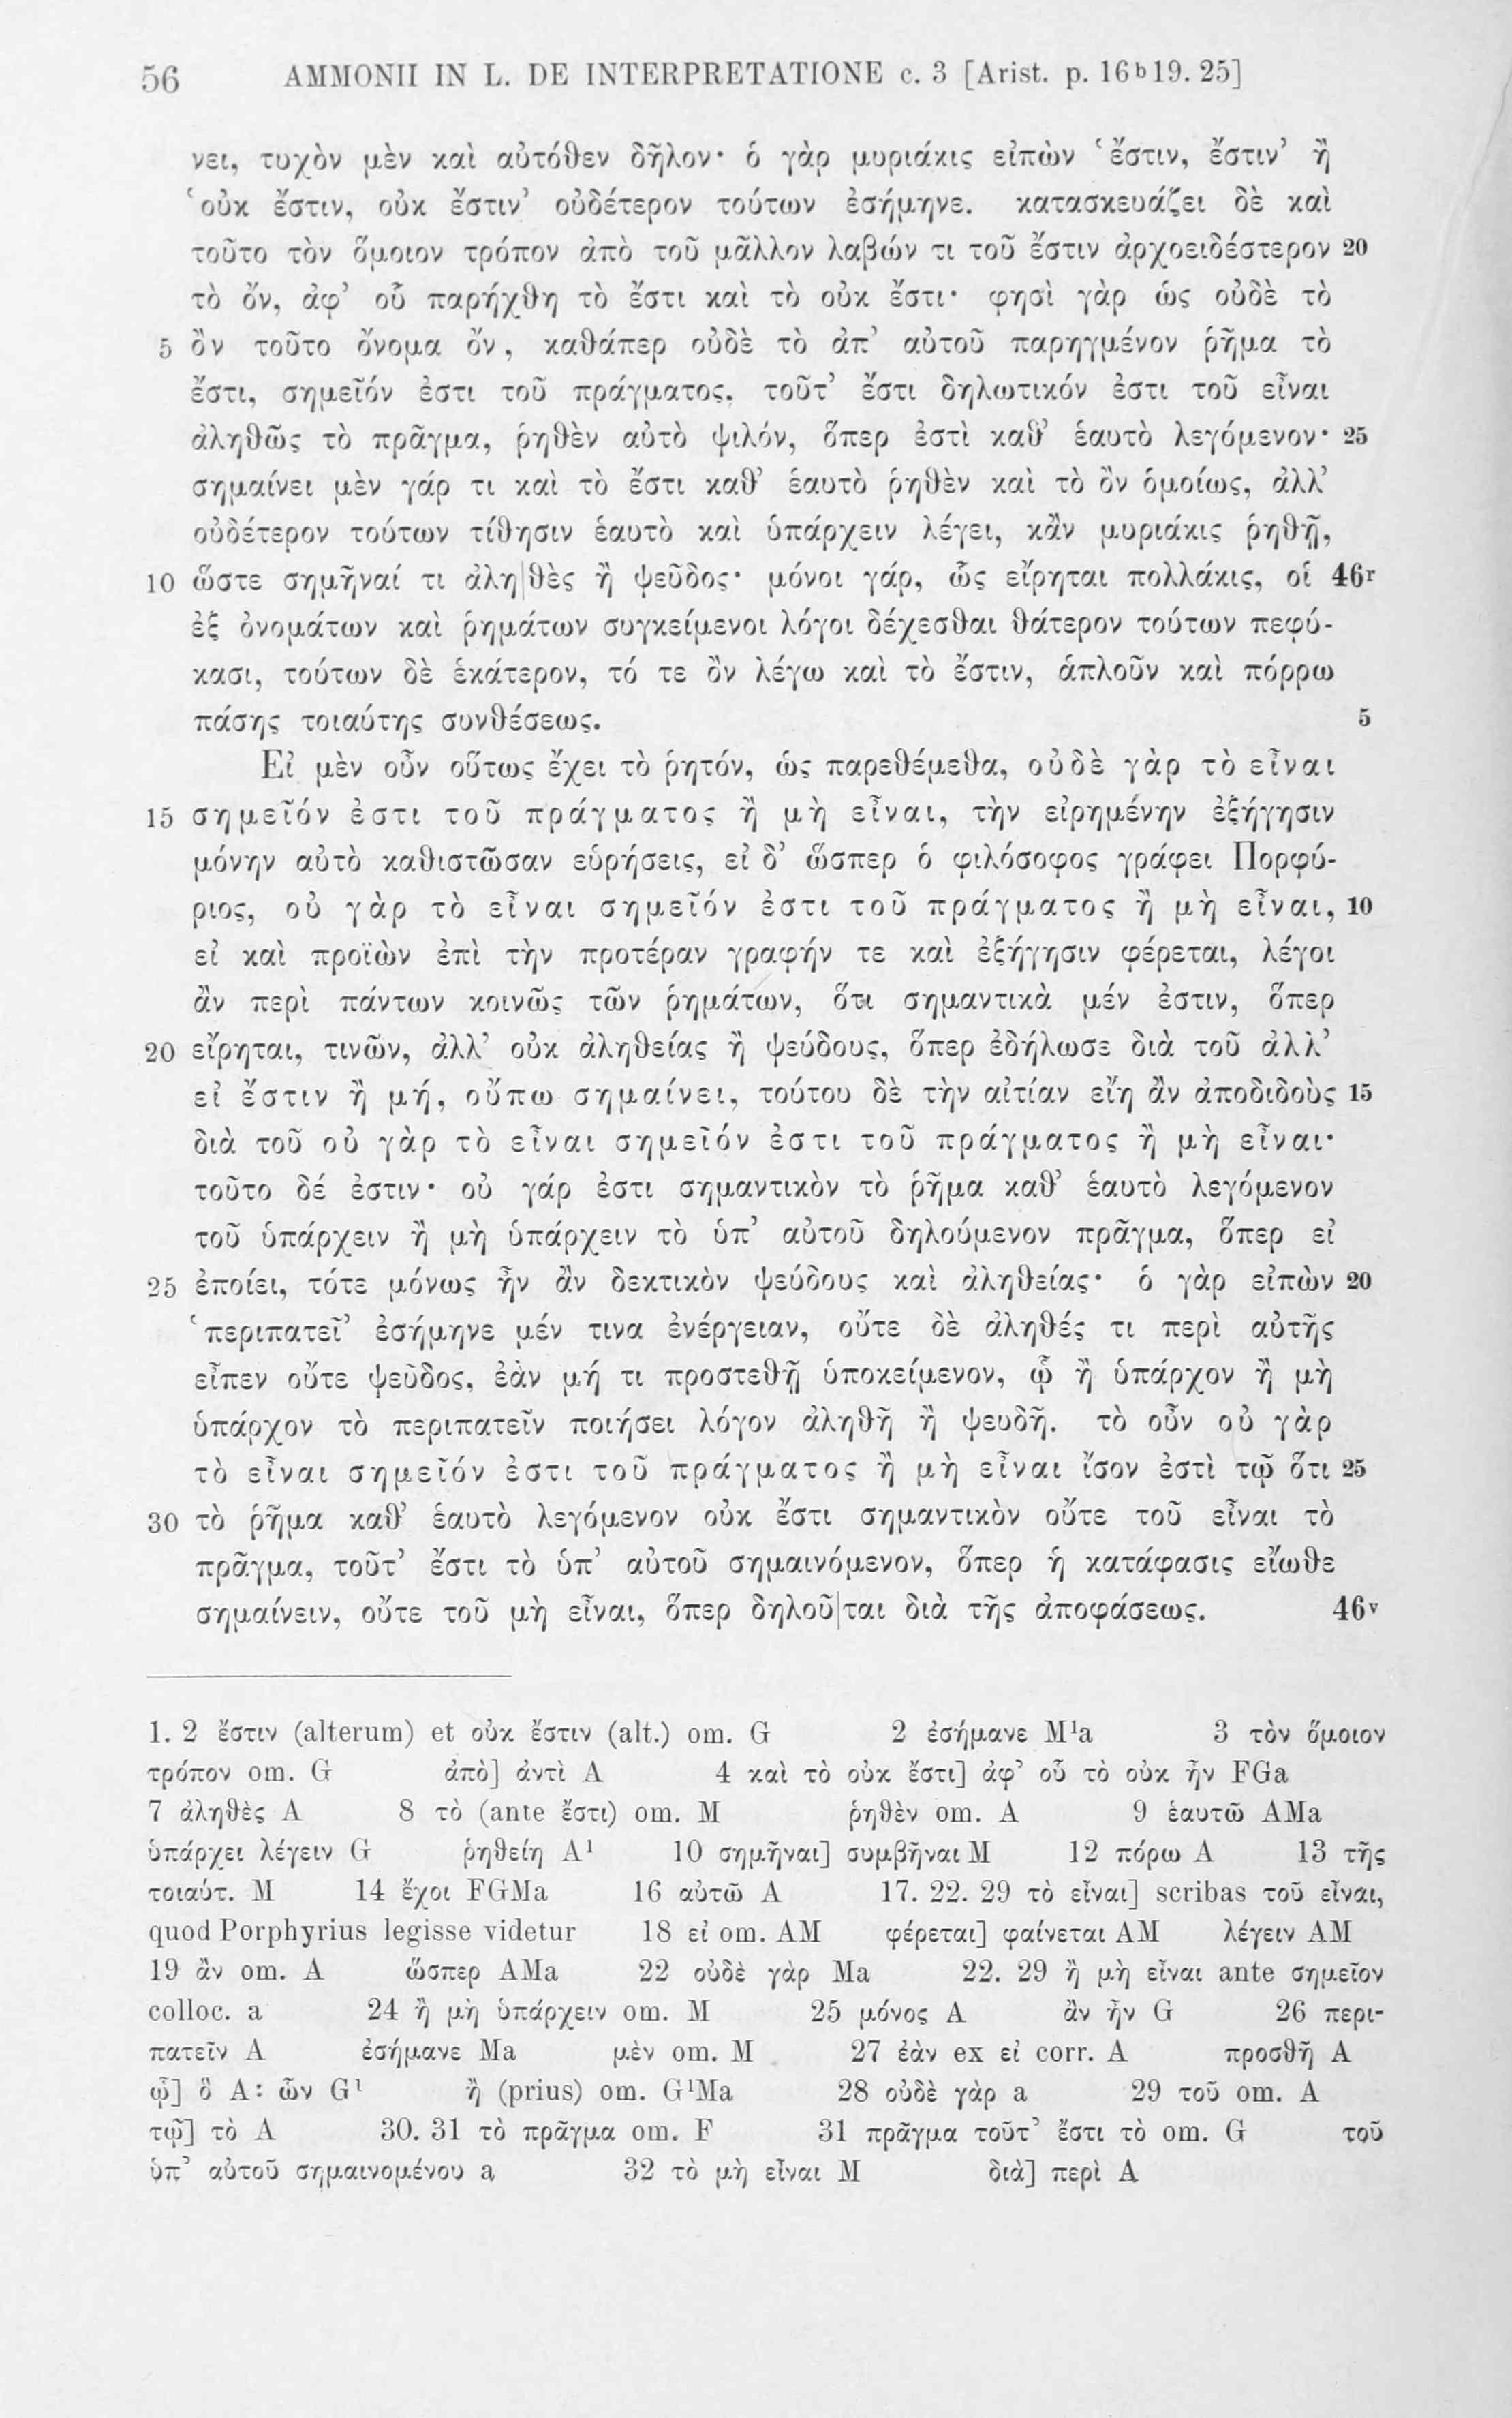 56 AMMONII IN L. DE INTERPRETATIONE c. 3 [Arist. p. 16ᵇ19. 25]
νει, τυχὸν μὲν καὶ αὐτόθεν δῆλον· ὁ γὰρ μυριάκις εἰπὼν ‘ἔστιν, ἔστιν’ ἢ
‘οὐκ ἔστιν, οὐκ ἔστιν’ οὐδέτερον τούτων ἐσήμηνε. κατασκευάζει δὲ καὶ
τοῦτο τὸν ὅμοιον τρόπον ἀπὸ τοῦ μᾶλλον λαβών τι τοῦ ἔστιν ἀρχοειδέστερον 20
τὸ ὄν, ἀφ’ οὗ παρήχθη τὸ ἔστι καὶ τὸ οὐκ ἔστι· φησὶ γὰρ ὡς οὐδὲ τὸ
5 ὂν τοῦτο ὄνομα ὄν, καθάπερ οὐδὲ τὸ ἀπ’ αὐτοῦ παρηγμένον ῥῆμα τὸ
ἔστι, σημεῖόν ἐστι τοῦ πράγματος, τοῦτ’ ἔστι δηλωτικόν ἐστι τοῦ εἶναι
ἀληθῶς τὸ πρᾶγμα, ῥηθὲν αὐτὸ ψιλόν, ὅπερ ἐστὶ καθ’ ἑαυτὸ λεγόμενον· 25
σημαίνει μὲν γάρ τι καὶ τὸ ἔστι καθ’ ἑαυτὸ ῥηθὲν καὶ τὸ ὂν ὁμοίως, ἀλλ’
οὐδέτερον τούτων τίθησιν ἑαυτὸ καὶ ὑπάρχειν λέγει, κἂν μυριάκις ῥηθῇ,
10 ὥστε σημῆναί τι ἀλη|θὲς ἢ ψεῦδος· μόνοι γάρ, ὡς εἴρηται πολλάκις, οἱ 46ʳ
ἐξ ὀνομάτων καὶ ῥημάτων συγκείμενοι λόγοι δέχεσθαι θάτερον τούτων πεφύ-
κασι, τούτων δὲ ἑκάτερον, τό τε ὂν λέγω καὶ τὸ ἔστιν, ἁπλοῦν καὶ πόρρω
πάσης τοιαύτης συνθέσεως. 5
Εἰ μὲν οὖν οὕτως ἔχει τὸ ῥητόν, ὡς παρεθέμεθα, οὐδὲ γὰρ τὸ εἶναι
15 σημεῖόν ἐστι τοῦ πράγματος ἢ μὴ εἶναι, τὴν εἰρημένην ἐξήγησιν
μόνην αὐτὸ καθιστῶσαν εὑρήσεις, εἰ δ’ ὥσπερ ὁ φιλόσοφος γράφει Πορφύ-
ριος, οὐ γὰρ τὸ εἶναι σημεῖόν ἐστι τοῦ πράγματος ἢ μὴ εἶναι, 10
εἰ καὶ προϊὼν ἐπὶ τὴν προτέραν γραφήν τε καὶ ἐξήγησιν φέρεται, λέγοι
ἂν περὶ πάντων κοινῶς τῶν ῥημάτων, ὅτι σημαντικὰ μέν ἐστιν, ὅπερ
20 εἴρηται, τινῶν, ἀλλ’ οὐκ ἀληθείας ἢ ψεύδους, ὅπερ ἐδήλωσε διὰ τοῦ ἀλλ’
εἰ ἔστιν ἢ μή, οὔπω σημαίνει, τούτου δὲ τὴν αἰτίαν εἴη ἂν ἀποδιδοὺς 15
διὰ τοῦ οὐ γὰρ τὸ εἶναι σημεῖόν ἐστι τοῦ πράγματος ἢ μὴ εἶναι·
τοῦτο δέ ἐστιν· οὐ γάρ ἐστι σημαντικὸν τὸ ῥῆμα καθ’ ἑαυτὸ λεγόμενον
τοῦ ὑπάρχειν ἢ μὴ ὑπάρχειν τὸ ὑπ’ αὐτοῦ δηλούμενον πρᾶγμα, ὅπερ εἰ
25 ἐποίει, τότε μόνως ἦν ἂν δεκτικὸν ψεύδους καὶ ἀληθείας· ὁ γὰρ εἰπὼν 20
‘περιπατεῖ’ ἐσήμηνε μέν τινα ἐνέργειαν, οὔτε δὲ ἀληθές τι περὶ αὐτῆς
εἶπεν οὔτε ψεῦδος, ἐὰν μή τι προστεθῇ ὑποκείμενον, ᾧ ἢ ὑπάρχον ἢ μὴ
ὑπάρχον τὸ περιπατεῖν ποιήσει λόγον ἀληθῆ ἢ ψευδῆ. τὸ οὖν οὐ γὰρ
τὸ εἶναι σημεῖόν ἐστι τοῦ πράγματος ἢ μὴ εἶναι ἴσον ἐστὶ τῷ ὅτι 25
30 τὸ ῥῆμα καθ’ ἑαυτὸ λεγόμενον οὐκ ἔστι σημαντικὸν οὔτε τοῦ εἶναι τὸ
πρᾶγμα, τοῦτ’ ἔστι τὸ ὑπ’ αὐτοῦ σημαινόμενον, ὅπερ ἡ κατάφασις εἴωθε
σημαίνειν, οὔτε τοῦ μὴ εἶναι, ὅπερ δηλοῦ|ται διὰ τῆς ἀποφάσεως. 46ᵛ
1. 2 ἔστιν (alterum) et οὐκ ἔστιν (alt.) om. G 2 ἐσήμανε M¹a 3 τὸν ὅμοιον
τρόπον om. G ἀπὸ] ἀντὶ A 4 καὶ τὸ οὐκ ἔστι] ἀφ’ οὗ τὸ οὐκ ἦν FGa
7 ἀληθὲς A 8 τὸ (ante ἔστι) om. M ῥηθὲν om. A 9 ἑαυτῶ AMa
ὑπάρχει λέγειν G ῥηθείη A¹ 10 σημῆναι] συμβῆναι M 12 πόρω A 13 τῆς
τοιαύτ. M 14 ἔχοι FGMa 16 αὐτῶ A 17. 22. 29 τὸ εἶναι] scribas τοῦ εἶναι,
quod Porphyrius legisse videtur 18 εἰ om. AM φέρεται] φαίνεται AM λέγειν AM
19 ἂν om. A ὥσπερ AMa 22 οὐδὲ γὰρ Ma 22. 29 ἢ μὴ εἶναι ante σημεῖον
colloc. a 24 ἢ μὴ ὑπάρχειν om. M 25 μόνος A ἂν ἦν G 26 περι-
πατεῖν A ἐσήμανε Ma μὲν om. M 27 ἐὰν ex εἰ corr. A προσθῆ A
ᾧ] ὃ A: ὧν G¹ ἢ (prius) om. G¹Ma 28 οὐδὲ γὰρ a 29 τοῦ om. A
τῷ] τὸ A 30. 31 τὸ πρᾶγμα om. F 31 πρᾶγμα τοῦτ’ ἔστι τὸ om. G τοῦ
ὑπ’ αὐτοῦ σημαινομένου a 32 τὸ μὴ εἶναι M διὰ] περὶ A